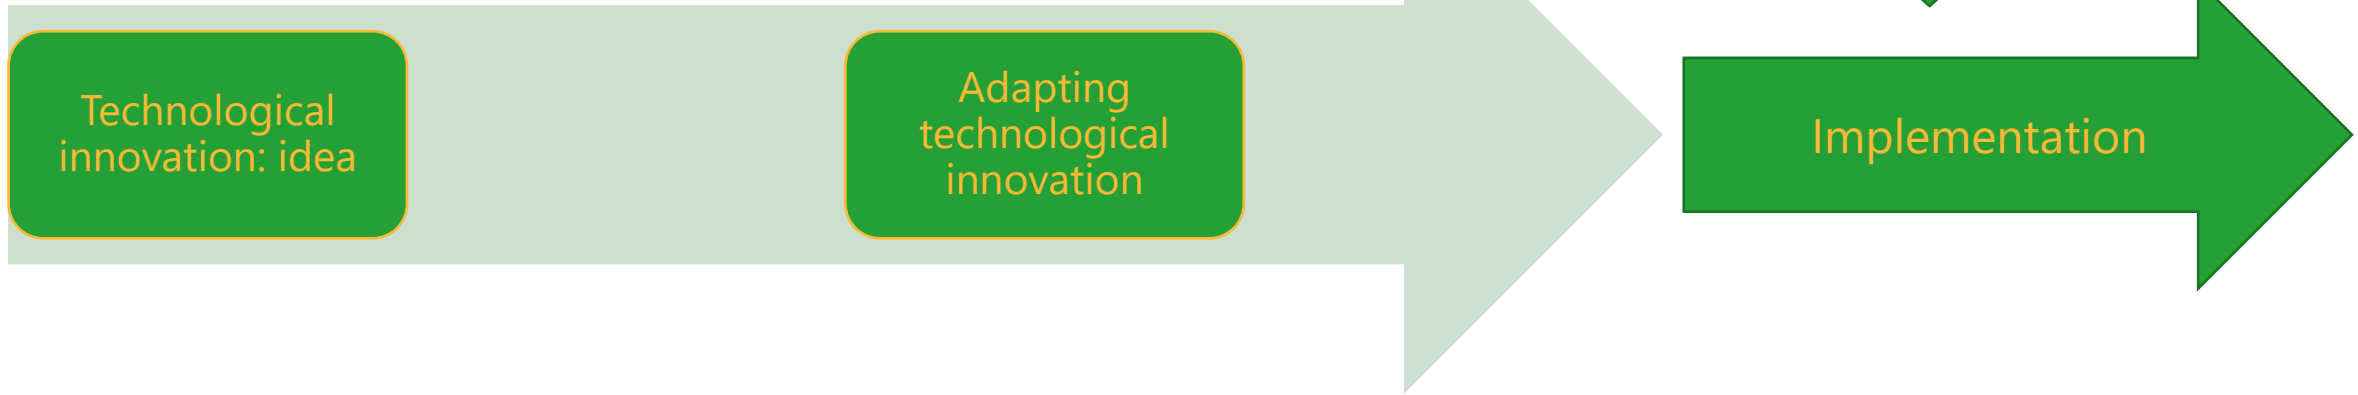 Technological
innovation: idea
Adapting
technological
innovation
Implementation